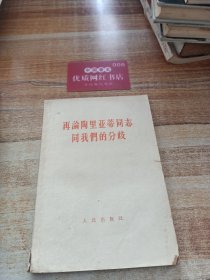 优质网红书店
再論陶里亚蒂同志
同我們的分歧
人民出版社